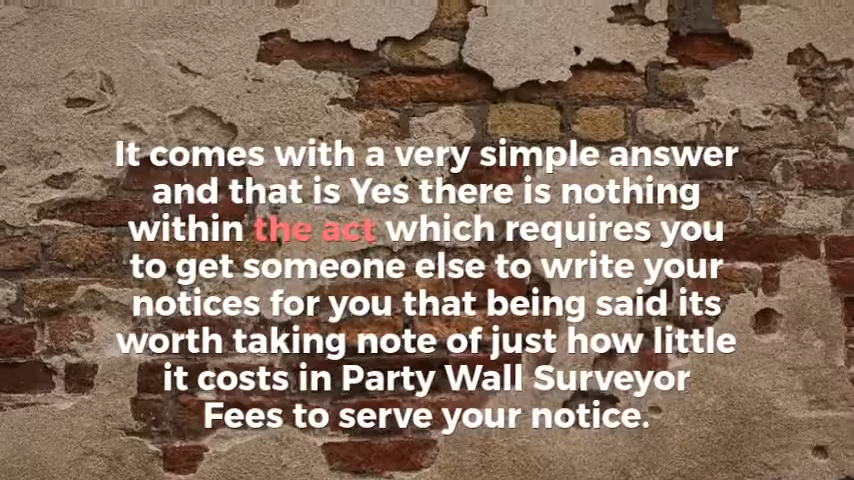 It comes with a very simple answer
and that is Yes there is nothing
within the act which requires you
to get someone else to write your
notices for you that being said its
worth taking note of just how little
it costs in Party Wall Surveyor
Fees to serve your notice.